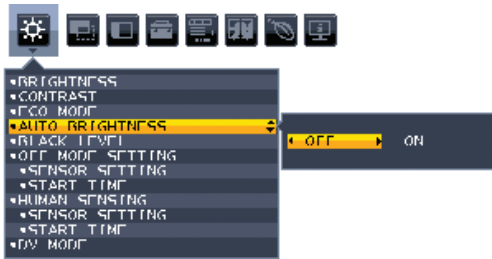 BRIGHTNESS
CONTRAST
ECO MODE
AUTO BRIGHTNESS
OFF ON
BLACK LEVEL
OFF MODE SETTING
SENSOR SETTING
START TIME
HUMAN SENSING
SENSOR SETTING
START TIME
DV MODE